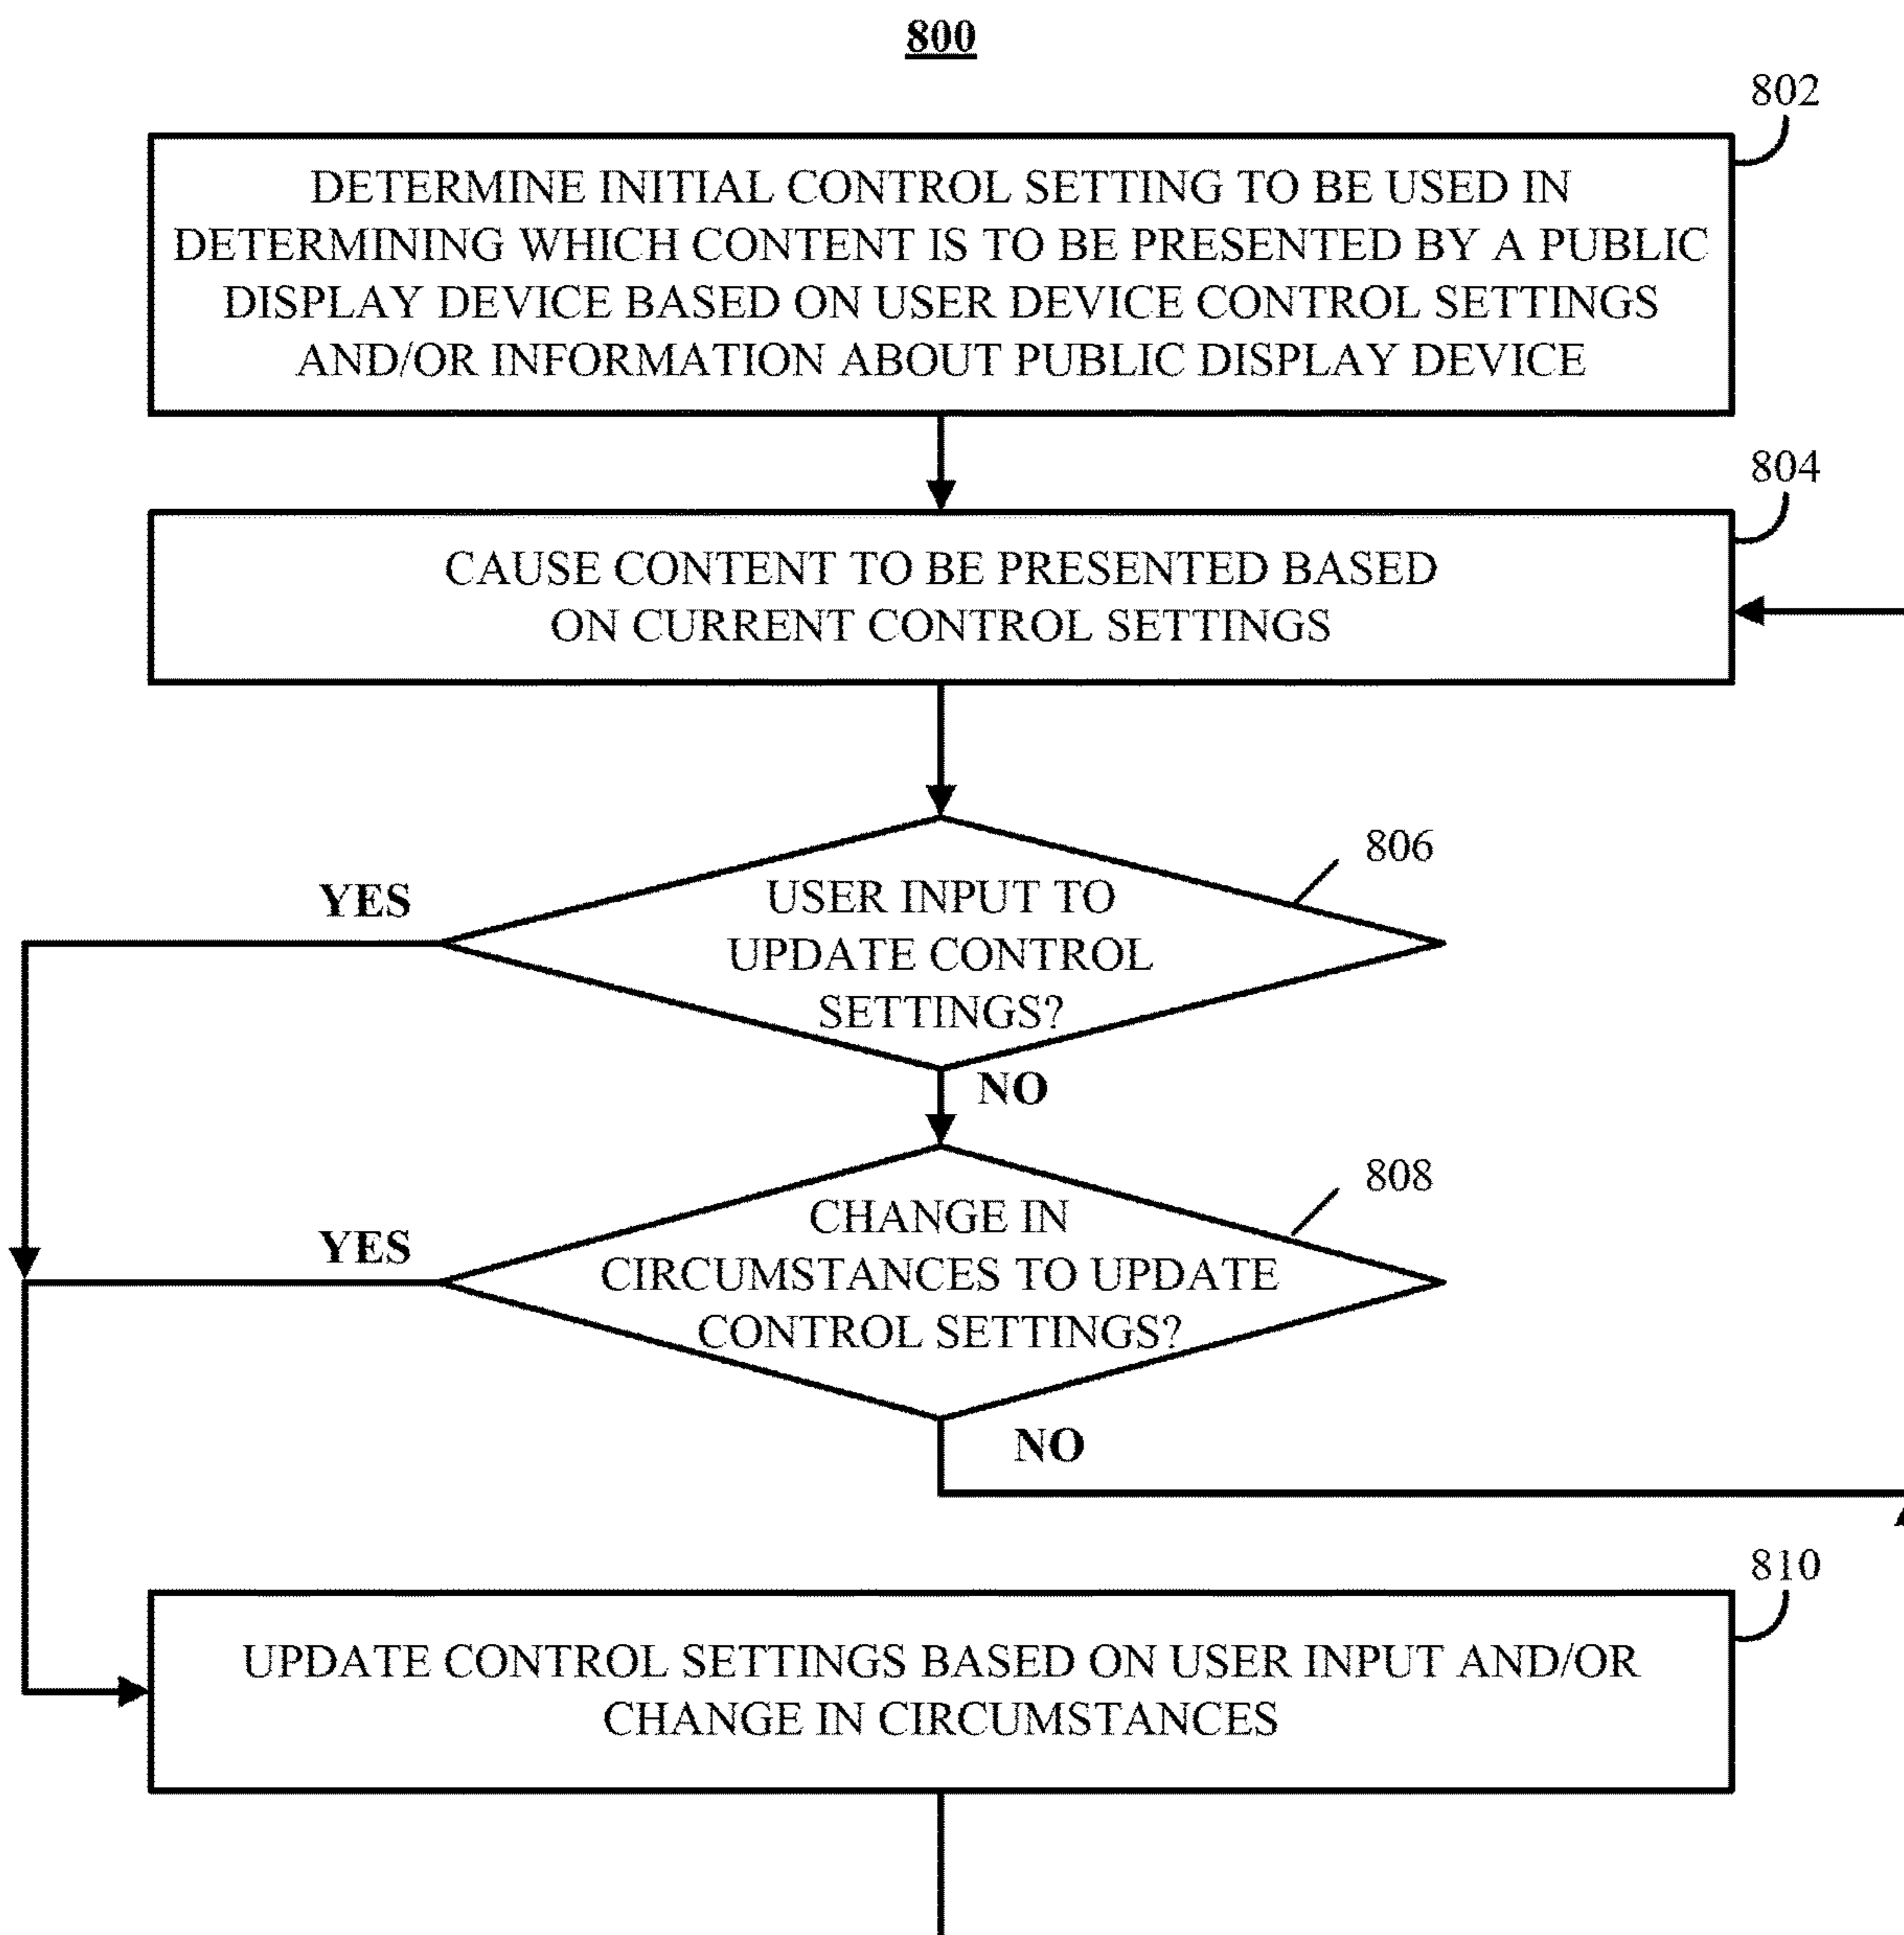 800
802
DETERMINE INITIAL CONTROL SETTING TO BE USED IN
DETERMINING WHICH CONTENT IS TO BE PRESENTED BY A PUBLIC
DISPLAY DEVICE BASED ON USER DEVICE CONTROL SETTINGS
AND/OR INFORMATION ABOUT PUBLIC DISPLAY DEVICE
804
CAUSE CONTENT TO BE PRESENTED BASED
ON CURRENT CONTROL SETTINGS
806
YES
USER INPUT TO
UPDATE CONTROL
SETTINGS?
NO
808
YES
CHANGE IN
CIRCUMSTANCES TO UPDATE
CONTROL SETTINGS?
NO
810
UPDATE CONTROL SETTINGS BASED ON USER INPUT AND/OR
CHANGE IN CIRCUMSTANCES